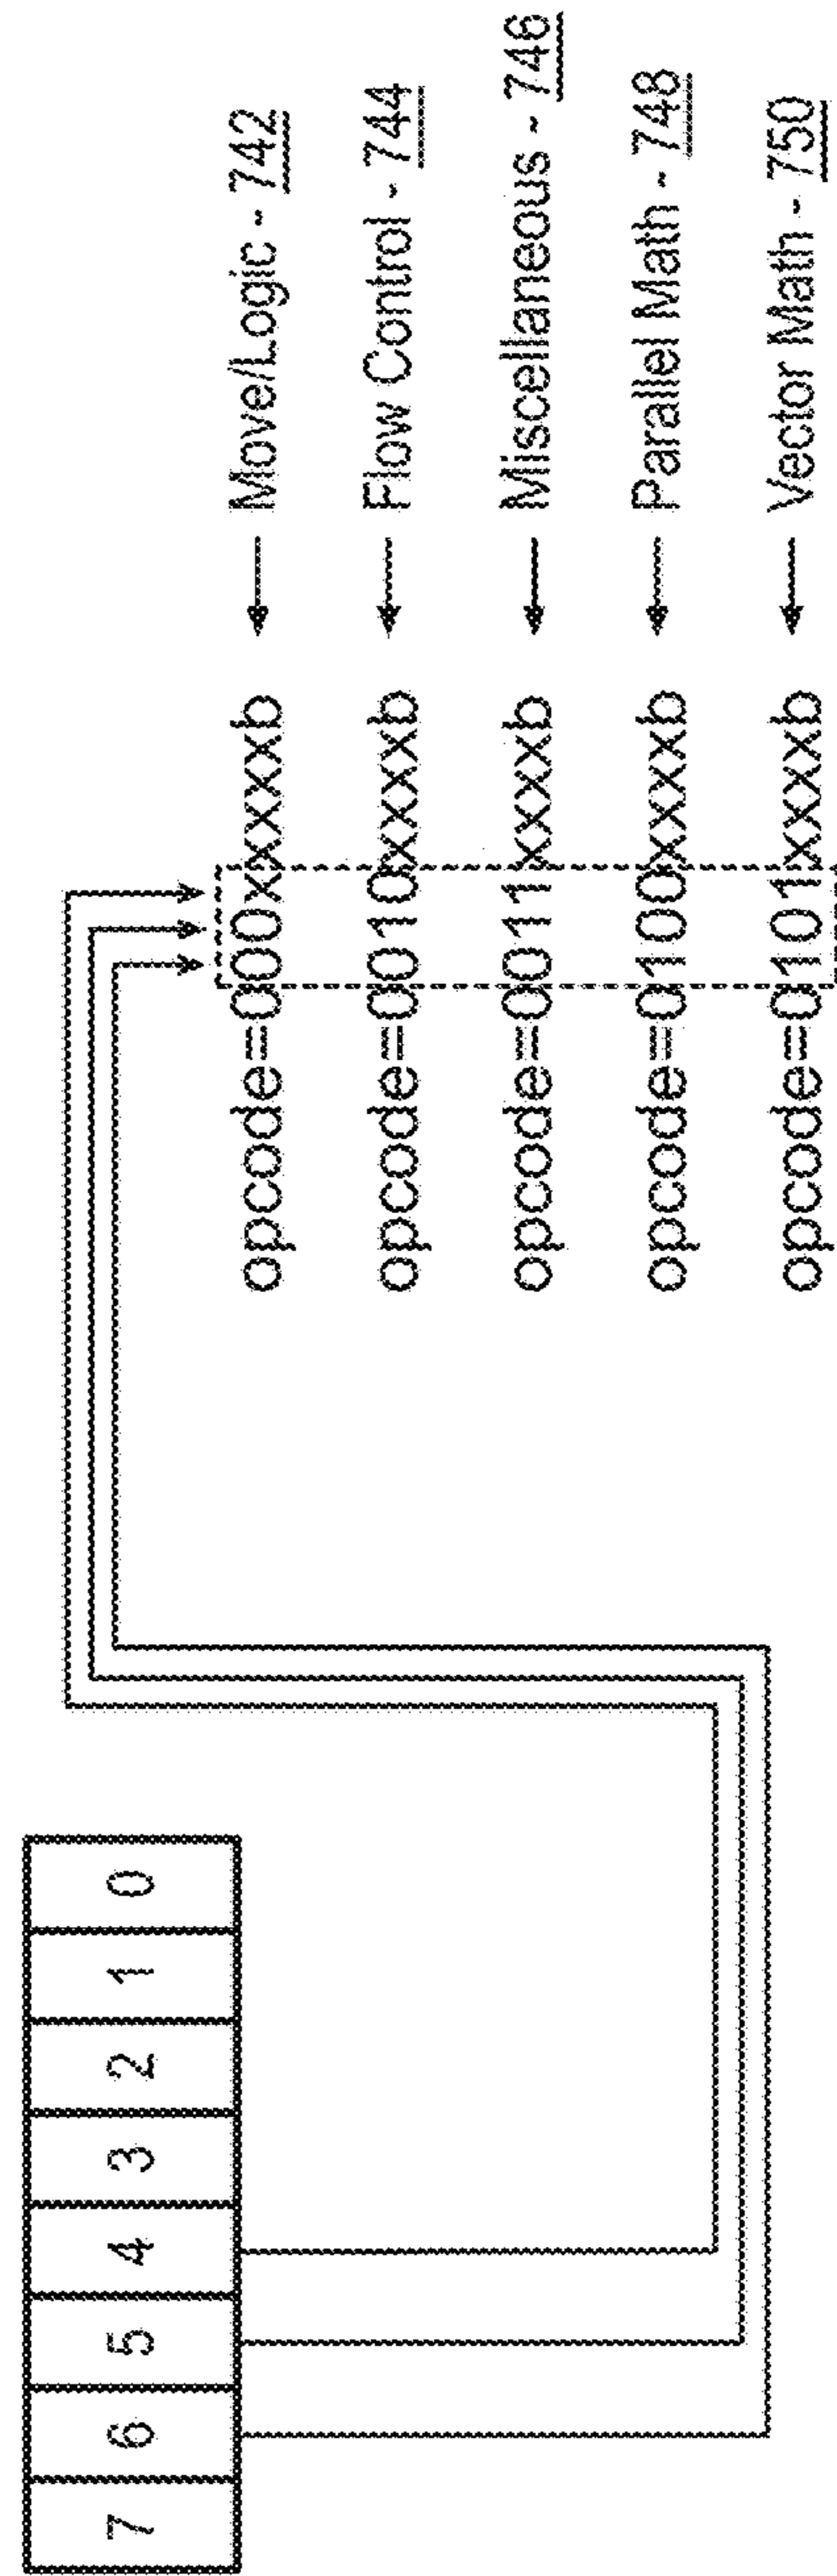 7 6 5 4 3 2 1 0
opcode=000xxxxxb ← Move/Logic - 742
opcode=0010xxxxb ← Flow Control - 744
opcode=0011xxxxb ← Miscellaneous - 746
opcode=0100xxxxb ← Parallel Math - 748
opcode=0101xxxxb ← Vector Math - 750